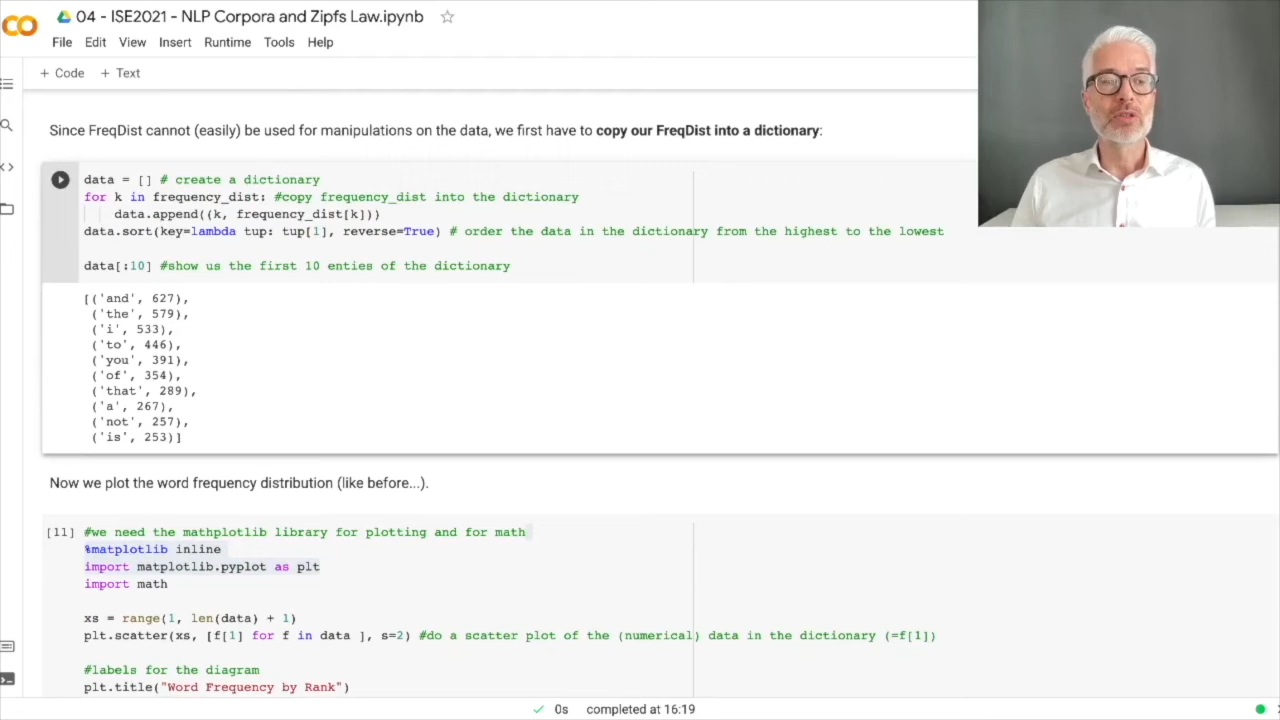 04 - ISE2021 - NLP Corpora and Zipfs Law.ipynb
File Edit View Insert Runtime Tools Help
+ Code + Text
Since FreqDist cannot (easily) be used for manipulations on the data, we first have to copy our FreqDist into a dictionary:
data = [] # create a dictionary
for k in frequency_dist: #copy frequency_dist into the dictionary
data.append((k, frequency_dist[k]))
data.sort(key=lambda tup: tup[1], reverse=True) # order the data in the dictionary from the highest to the lowest
data[:10] #show us the first 10 enties of the dictionary
[('and', 627),
('the', 579),
('i', 533),
('to', 446),
('you', 391),
('of', 354),
('that', 289),
('a', 267),
('not', 257),
('is', 253)]
Now we plot the word frequency distribution (like before...).
[11] #we need the mathplotlib library for plotting and for math
%matplotlib inline
import matplotlib.pyplot as plt
import math
xs = range(1, len(data) + 1)
plt.scatter(xs, [f[1] for f in data ], s=2) #do a scatter plot of the (numerical) data in the dictionary (=f[1])
#labels for the diagram
plt.title("Word Frequency by Rank")
0s completed at 16:19